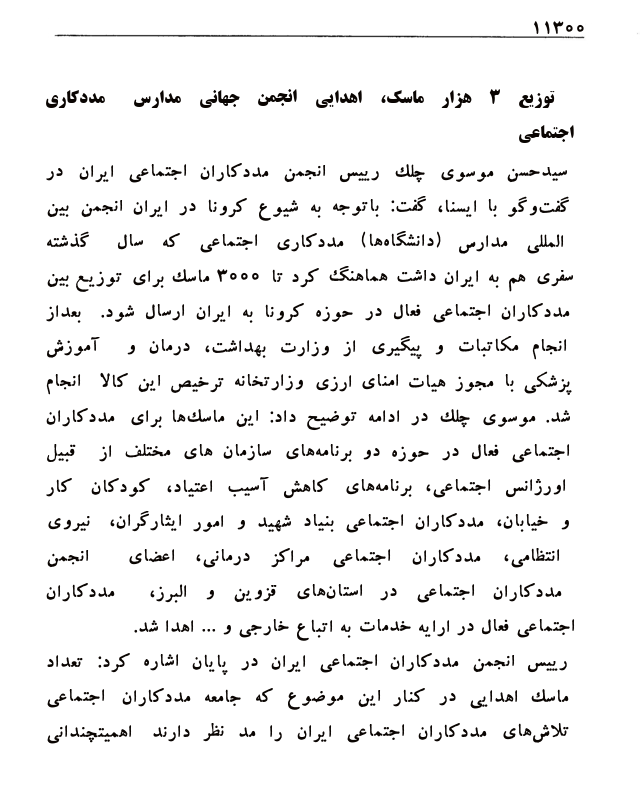 ۱۱۳۰۰
توزیع ۳ هزار ماسک، اهدایی انجمن جهانی مدارس مددکاری
اجتماعی
سیدحسن موسوی چلك رییس انجمن مددکاران اجتماعی ایران در
گفت‌وگو با ایسنا، گفت: باتوجه به شیوع کرونا در ایران انجمن بین
المللی مدارس (دانشگاه‌ها) مددکاری اجتماعی که سال گذشته
سفری هم به ایران داشت هماهنگ کرد تا ۳۰۰۰ ماسك برای توزیع بین
مددکاران اجتماعی فعال در حوزه کرونا به ایران ارسال شود. بعداز
انجام مکاتبات و پیگیری از وزارت بهداشت، درمان و آموزش
پزشکی با مجوز هیات امنای ارزی وزارتخانه ترخیص این کالا انجام
شد. موسوی چلك در ادامه توضیح داد: این ماسك‌ها برای مددکاران
اجتماعی فعال در حوزه دو برنامه‌های سازمان های مختلف از قبیل
اورژانس اجتماعی، برنامه‌های کاهش آسیب اعتیاد، کودکان کار
و خیابان، مددکاران اجتماعی بنیاد شهید و امور ایثارگران، نیروی
انتظامی، مددکاران اجتماعی مراکز درمانی، اعضای انجمن
مددکاران اجتماعی در استان‌های قزوین و البرز، مددکاران
اجتماعی فعال در ارایه خدمات به اتباع خارجی و ... اهدا شد.
رییس انجمن مددکاران اجتماعی ایران در پایان اشاره کرد: تعداد
ماسك اهدایی در کنار این موضوع که جامعه مددکاران اجتماعی
تلاش‌های مددکاران اجتماعی ایران را مد نظر دارند اهمیتچندانی